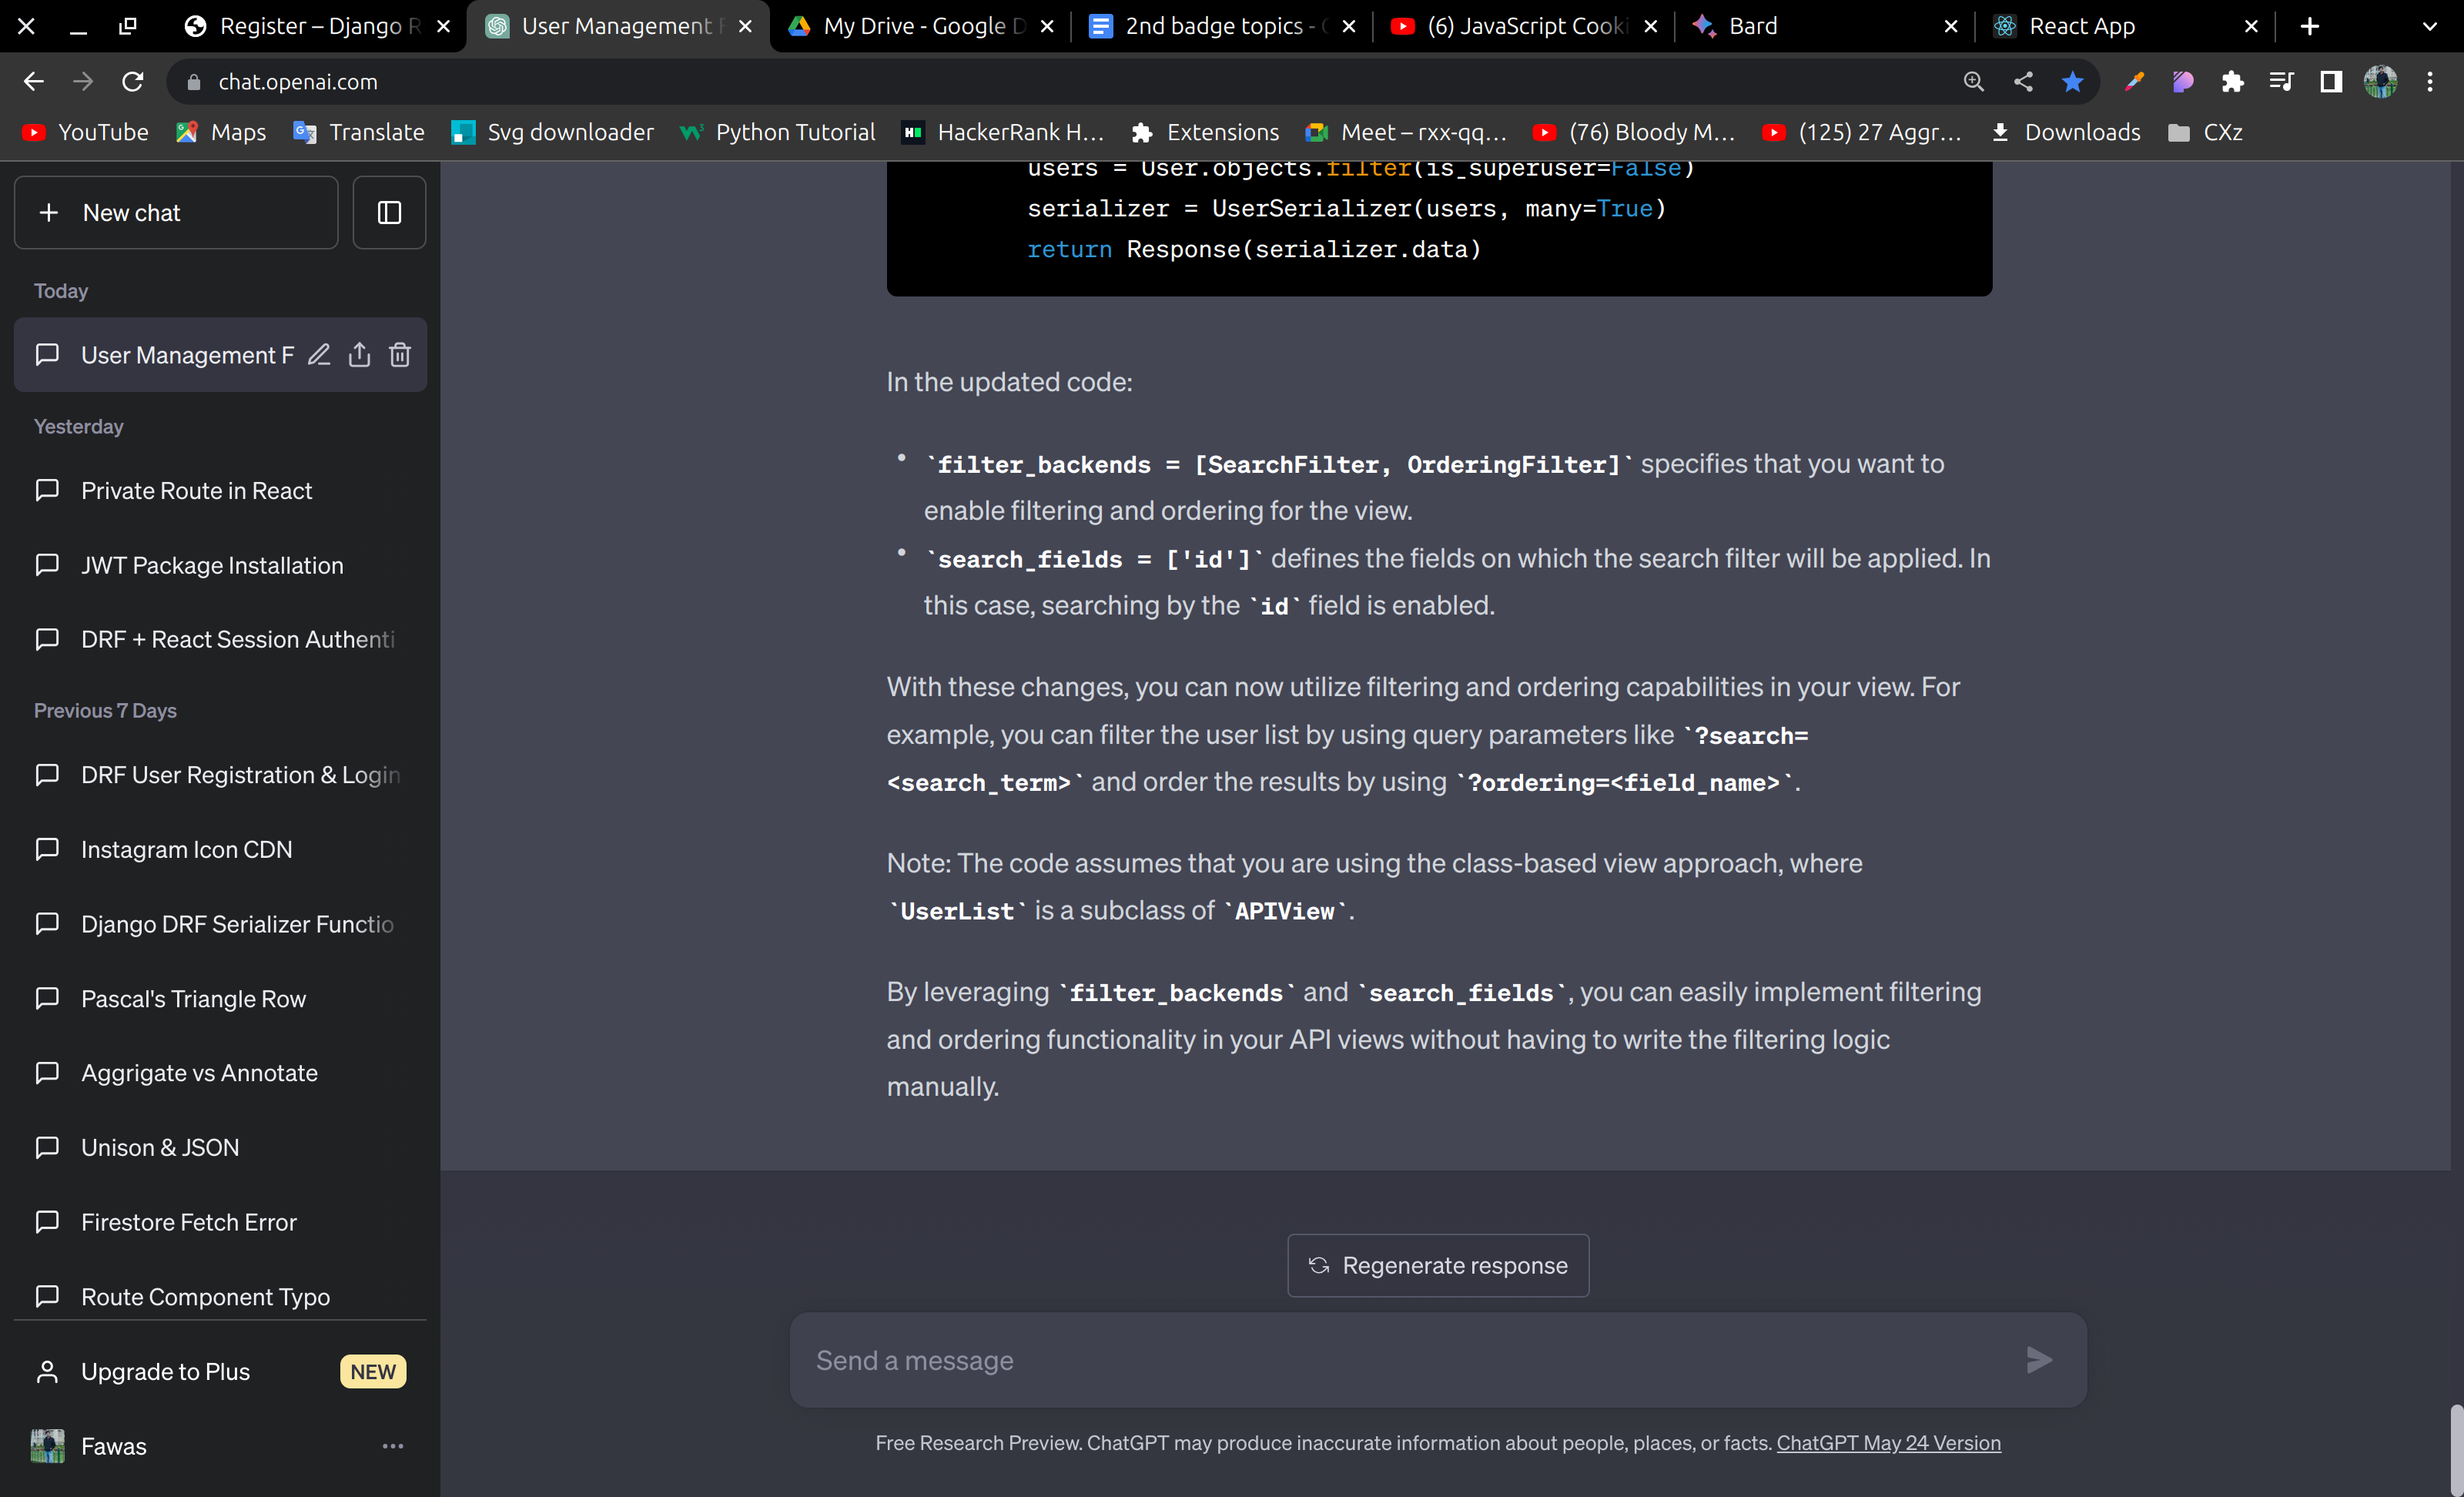 Register – Django R
User Management F
My Drive - Google D
2nd badge topics -
(6) JavaScript Cooki
Bard
React App
chat.openai.com
YouTube
Maps
Translate
Svg downloader
Python Tutorial
HackerRank H...
Extensions
Meet – rxx-qq...
(76) Bloody M...
(125) 27 Aggr...
Downloads
CXz
New chat
Today
User Management F
Yesterday
Private Route in React
JWT Package Installation
DRF + React Session Authenti
Previous 7 Days
DRF User Registration & Login
Instagram Icon CDN
Django DRF Serializer Functio
Pascal's Triangle Row
Aggrigate vs Annotate
Unison & JSON
Firestore Fetch Error
Route Component Typo
Upgrade to Plus
NEW
Fawas
users = User.objects.filter(is_superuser=False)
serializer = UserSerializer(users, many=True)
return Response(serializer.data)
In the updated code:
• `filter_backends = [SearchFilter, OrderingFilter]` specifies that you want to
enable filtering and ordering for the view.
• `search_fields = ['id']` defines the fields on which the search filter will be applied. In
this case, searching by the `id` field is enabled.
With these changes, you can now utilize filtering and ordering capabilities in your view. For
example, you can filter the user list by using query parameters like `?search=
<search_term>` and order the results by using `?ordering=<field_name>`.
Note: The code assumes that you are using the class-based view approach, where
`UserList` is a subclass of `APIView`.
By leveraging `filter_backends` and `search_fields`, you can easily implement filtering
and ordering functionality in your API views without having to write the filtering logic
manually.
Regenerate response
Send a message
Free Research Preview. ChatGPT may produce inaccurate information about people, places, or facts. ChatGPT May 24 Version